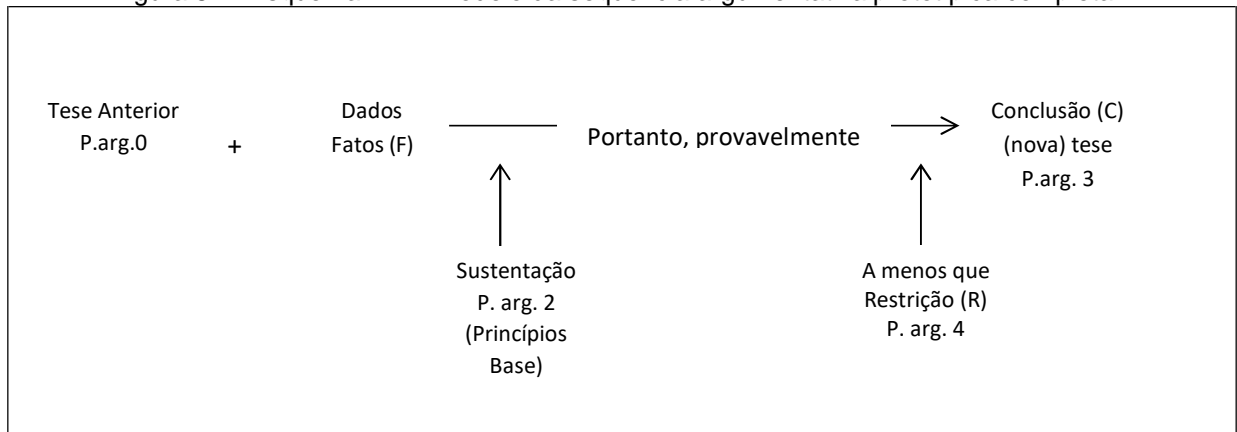 Tese Anterior
P.arg.0
+
Dados
Fatos (F)
Portanto, provavelmente
Conclusão (C)
(nova) tese
P.arg. 3
Sustentação
P. arg. 2
(Princípios
Base)
A menos que
Restrição (R)
P. arg. 4